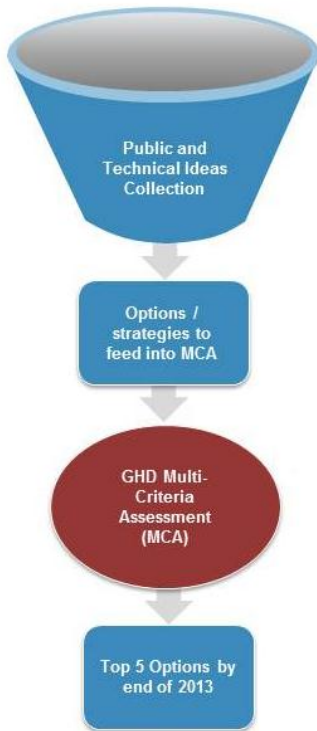 Public and
Technical Ideas
Collection
Options /
strategies to
feed into MCA
GHD Multi-
Criteria
Assessment
(MCA)
Top 5 Options by
end of 2013